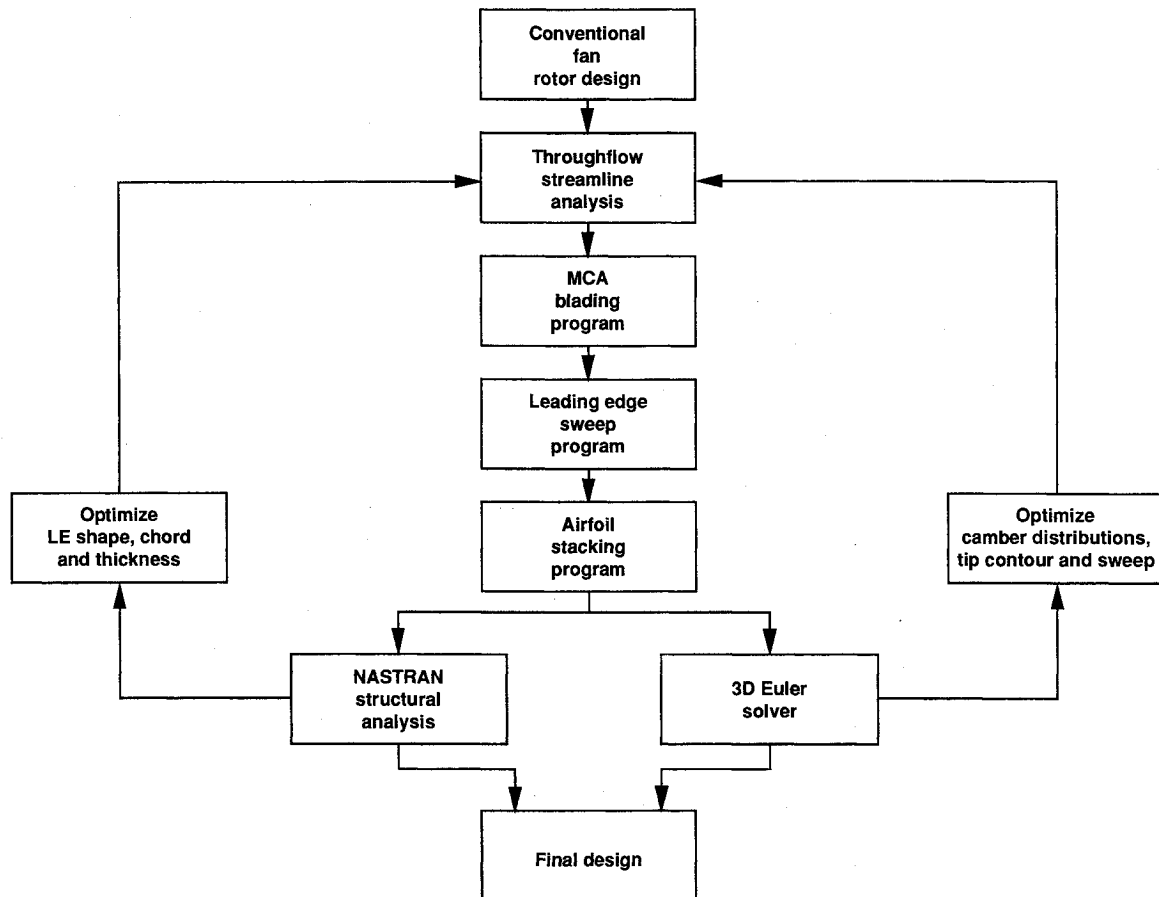 Conventional
fan
rotor design
Throughflow
streamline
analysis
MCA
blading
program
Leading edge
sweep
program
Optimize
LE shape, chord
and thickness
Airfoil
stacking
program
Optimize
camber distributions,
tip contour and sweep
NASTRAN
structural
analysis
3D Euler
solver
Final design